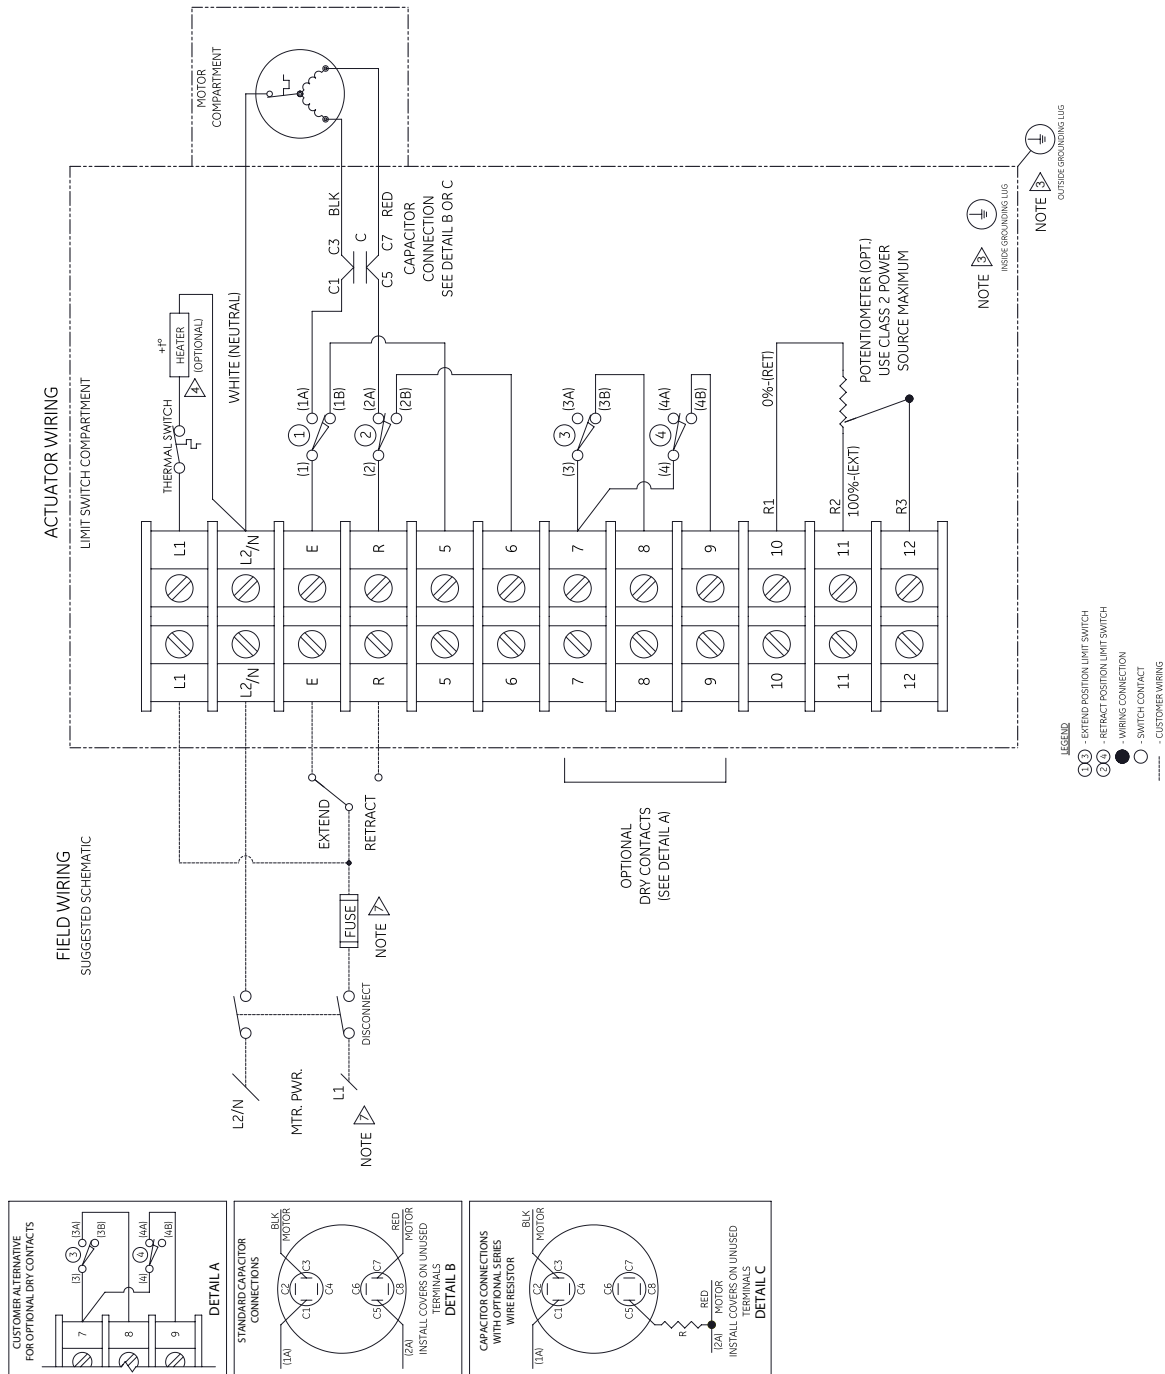 ACTUATOR WIRING
LIMIT SWITCH COMPARTMENT
MOTOR
COMPARTMENT
THERMAL SWITCH
+t°
HEATER
4
(OPTIONAL)
WHITE (NEUTRAL)
BLK
RED
C3
C1
C
C7
C5
CAPACITOR
CONNECTION
SEE DETAIL B OR C
1
(1)
(1A)
(1B)
2
(2)
(2A)
(2B)
3
(3)
(3A)
(3B)
4
(4)
(4A)
(4B)
0%-(RET)
R1
R2
100%-(EXT)
R3
POTENTIOMETER (OPT.)
USE CLASS 2 POWER
SOURCE MAXIMUM
NOTE 3
INSIDE GROUNDING LUG
NOTE 3
OUTSIDE GROUNDING LUG
L1
L2/N
E
R
5
6
7
8
9
10
11
12
L1
L2/N
E
R
5
6
7
8
9
10
11
12
FIELD WIRING
SUGGESTED SCHEMATIC
EXTEND
RETRACT
FUSE
NOTE 7
DISCONNECT
L2/N
MTR. PWR.
L1
NOTE 7
OPTIONAL
DRY CONTACTS
(SEE DETAIL A)
LEGEND
1 3 - EXTEND POSITION LIMIT SWITCH
2 4 - RETRACT POSITION LIMIT SWITCH
- WIRING CONNECTION
- SWITCH CONTACT
- CUSTOMER WIRING
CUSTOMER ALTERNATIVE
FOR OPTIONAL DRY CONTACTS
7
8
9
3
(3)
(3A)
(3B)
4
(4)
(4A)
(4B)
DETAIL A
STANDARD CAPACITOR
CONNECTIONS
BLK
MOTOR
(1A)
C1
C2
C3
C4
C5
C6
C7
C8
RED
MOTOR
(2A)
INSTALL COVERS ON UNUSED
TERMINALS
DETAIL B
CAPACITOR CONNECTIONS
WITH OPTIONAL SERIES
WIRE RESISTOR
BLK
MOTOR
(1A)
C1
C2
C3
C4
C5
C6
C7
C8
R
RED
MOTOR
(2A)
INSTALL COVERS ON UNUSED
TERMINALS
DETAIL C